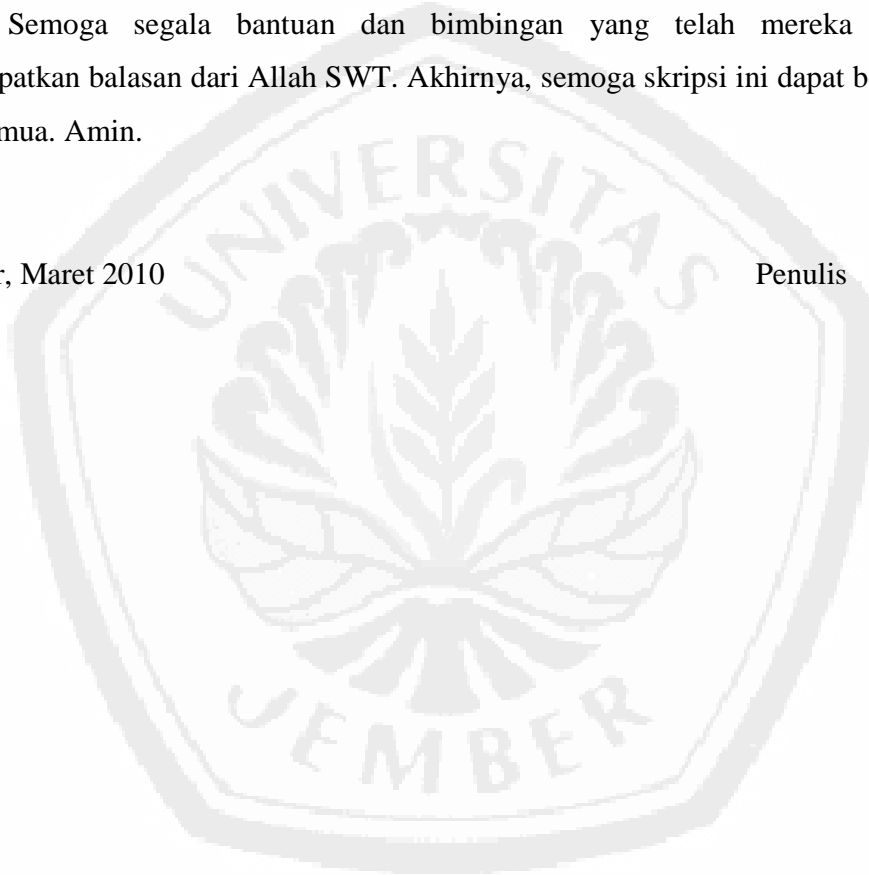 Semoga segala bantuan dan bimbingan yang telah mereka
patkan balasan dari Allah SWT. Akhirnya, semoga skripsi ini dapat b
mua. Amin.
r, Maret 2010 Penulis
UNIVERSITAS
JEMBER